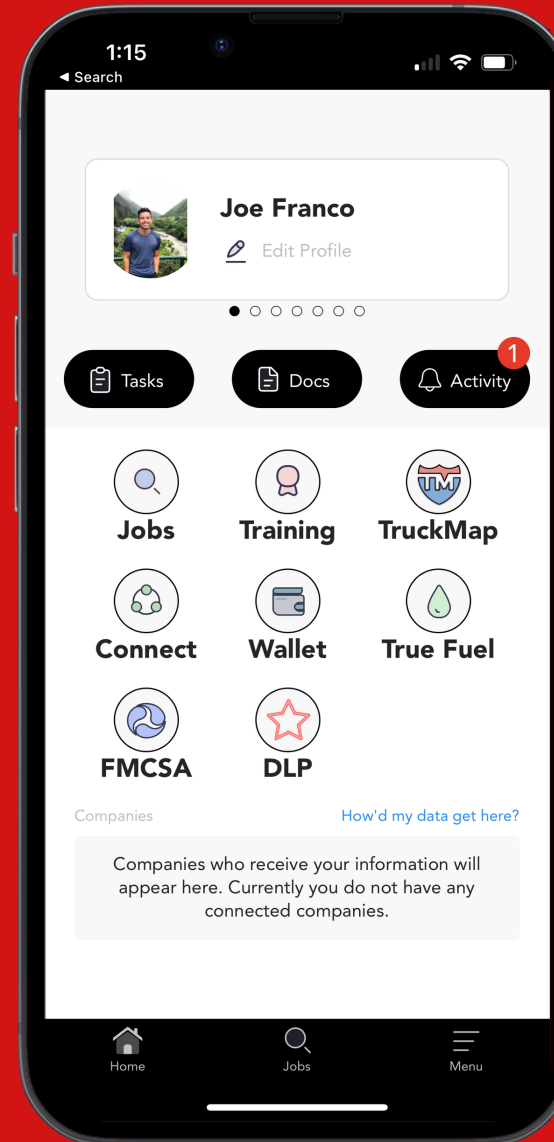 1:15
◀ Search
Joe Franco
Edit Profile
Tasks
Docs
Activity
1
Jobs
Training
TM
TruckMap
Connect
Wallet
True Fuel
FMCSA
DLP
Companies
How'd my data get here?
Companies who receive your information will
appear here. Currently you do not have any
connected companies.
Home
Jobs
Menu